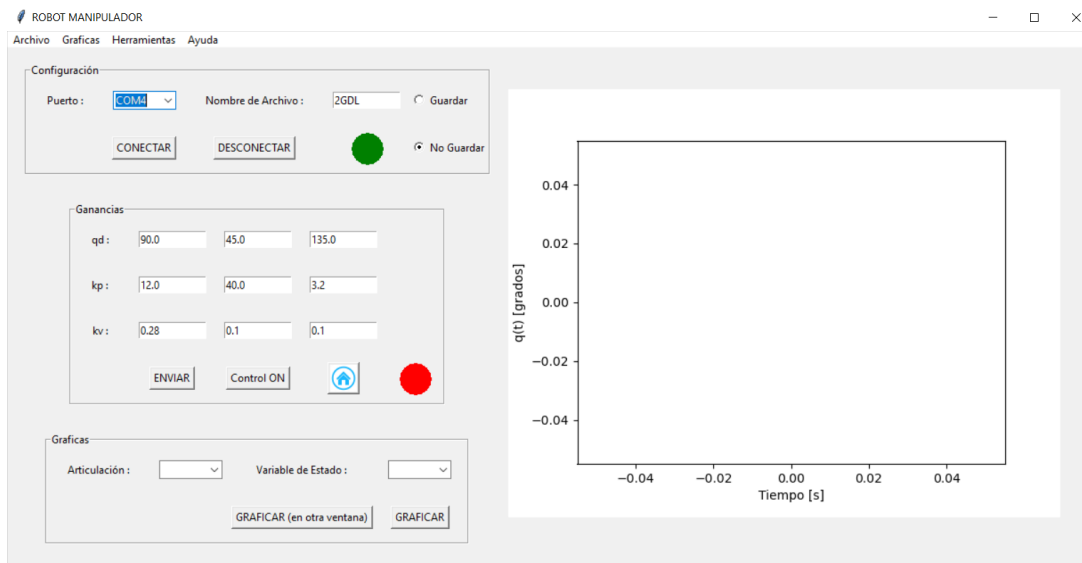 ROBOT MANIPULADOR
Archivo Graficas Herramientas Ayuda
Configuración
Puerto : COM4 Nombre de Archivo : 2GDL Guardar
CONECTAR DESCONECTAR No Guardar
Ganancias
qd : 90.0 45.0 135.0
kp : 12.0 40.0 3.2
kv : 0.28 0.1 0.1
ENVIAR Control ON
Graficas
Articulación : Variable de Estado :
GRAFICAR (en otra ventana) GRAFICAR
q(t) [grados]
0.04
0.02
0.00
−0.02
−0.04
−0.04 −0.02 0.00 0.02 0.04
Tiempo [s]